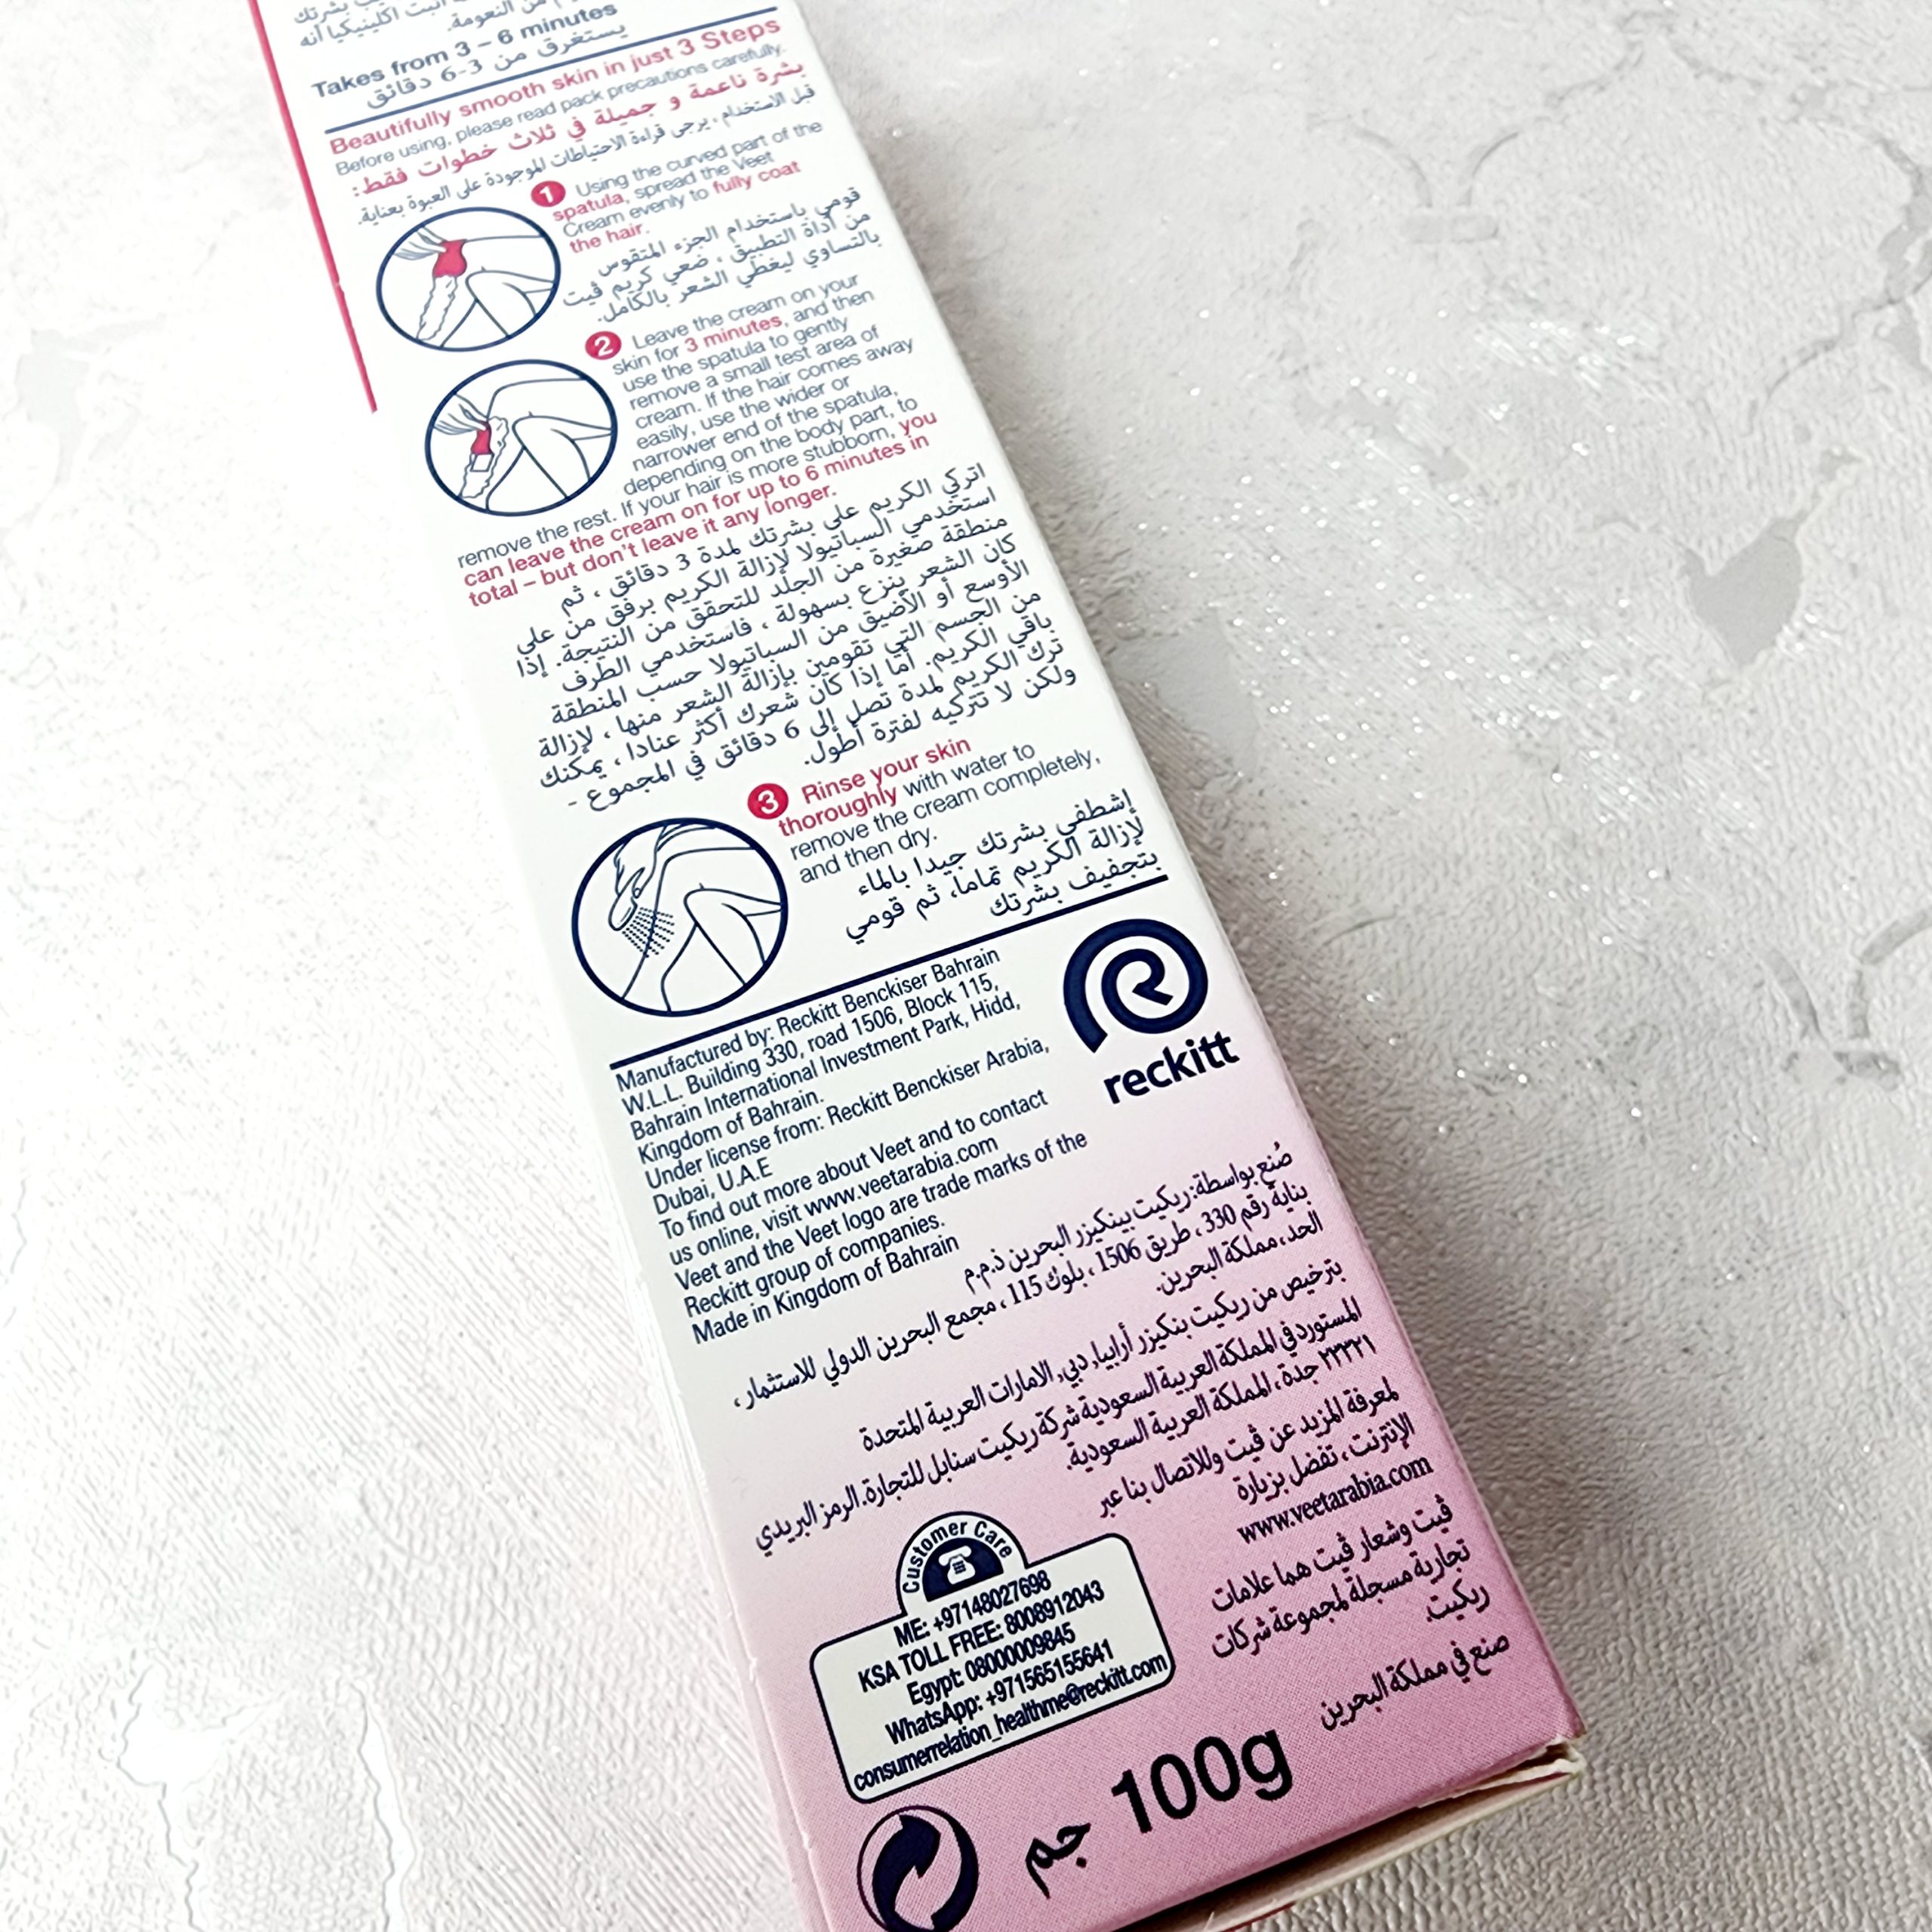 أثبت اكلينيكيا أنه
من النعومة.
Takes from 3 – 6 minutes
يستغرق من 3-6 دقائق
Beautifully smooth skin in just 3 Steps
Before using, please read pack precautions carefully.
بشرة ناعمة و جميلة في ثلاث خطوات فقط:
قبل الاستخدام ، يرجى قراءة الاحتياطات الموجودة على العبوة بعناية.
1 Using the curved part of the
spatula, spread the Veet
Cream evenly to fully coat
the hair.
قومي باستخدام الجزء المتقوس
من أداة التطبيق ، ضعي كريم ڤيت
بالتساوي ليغطي الشعر بالكامل.
2 Leave the cream on your
skin for 3 minutes, and then
use the spatula to gently
remove a small test area of
cream. If the hair comes away
easily, use the wider or
narrower end of the spatula,
depending on the body part, to
remove the rest. If your hair is more stubborn, you
can leave the cream on for up to 6 minutes in
total – but don't leave it any longer.
اتركي الكريم على بشرتك لمدة 3 دقائق ، ثم
استخدمي السباتيولا لإزالة الكريم برفق من على
منطقة صغيرة من الجلد للتحقق من النتيجة. إذا
كان الشعر ينزع بسهولة ، فاستخدمي الطرف
الأوسع أو الأضيق من السباتيولا حسب المنطقة
من الجسم التي تقومين بإزالة الشعر منها ، لإزالة
باقي الكريم. أما إذا كان شعرك أكثر عنادا ، يمكنك
ترك الكريم لمدة تصل إلى 6 دقائق في المجموع -
ولكن لا تتركيه لفترة أطول.
3 Rinse your skin
thoroughly with water to
remove the cream completely,
and then dry.
إشطفي بشرتك جيدا بالماء
لإزالة الكريم تماما، ثم قومي
بتجفيف بشرتك
Manufactured by: Reckitt Benckiser Bahrain
W.L.L. Building 330, road 1506, Block 115,
Bahrain International Investment Park, Hidd,
Kingdom of Bahrain.
Under license from: Reckitt Benckiser Arabia,
Dubai, U.A.E
To find out more about Veet and to contact
us online, visit www.veetarabia.com
Veet and the Veet logo are trade marks of the
Reckitt group of companies.
Made in Kingdom of Bahrain
reckitt
صُنع بواسطة: ريكيت بينكيزر البحرين ذ.م.م
بناية رقم 330 ، طريق 1506 ، بلوك 115 ، مجمع البحرين الدولي للاستثمار ،
الحد، مملكة البحرين.
بترخيص من ريكيت بنكيزر أرابيا, دبي, الامارات العربية المتحدة
المستورد في المملكة العربية السعودية شركة ريكيت سنابل للتجارة. الرمز البريدي
٢٣٣٢١ جدة ، المملكة العربية السعودية.
لمعرفة المزيد عن ڤيت وللاتصال بنا عبر
الإنترنت ، تفضل بزيارة
www.veetarabia.com
ڤيت وشعار ڤيت هما علامات
تجارية مسجلة لمجموعة شركات
ريكيت.
صنع في مملكة البحرين
Customer Care
ME: +97148027698
KSA TOLL FREE: 8008912043
Egypt: 08000009845
WhatsApp: +971565155641
consumerrelation_healthme@reckitt.com
100g جم